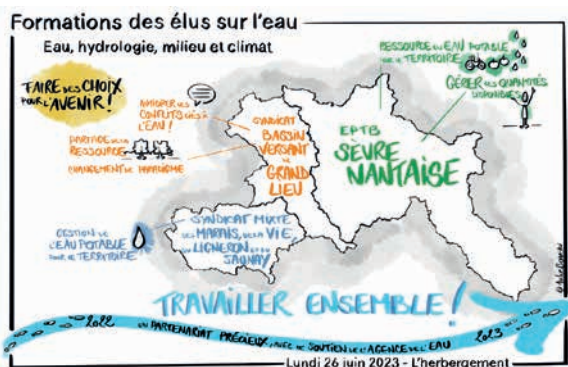 Formations des élus sur l'eau
Eau, hydrologie, milieu et climat
FAIRE DES CHOIX
POUR L'AVENIR !
ANTICIPER LES
CONFLITS LIÉS À
L'EAU !
PARTAGE DE LA
RESSOURCE
CHANGEMENT DE PARADIGME
SYNDICAT
BASSIN
VERSANT
DE
GRAND
LIEU
EPTB
SÈVRE
NANTAISE
RESSOURCE EN EAU POTABLE
SUR LE TERRITOIRE
GÉRER LES QUANTITÉS
DISPONIBLES
GESTION DE
L'EAU POTABLE
SUR LE TERRITOIRE
SYNDICAT MIXTE
DES MARAIS, DE LA VIE,
DU LIGNERON ET DU
JAUNAY
TRAVAILLER ENSEMBLE !
2022
UN PARTENARIAT PRÉCIEUX, AVEC LE SOUTIEN DE L'AGENCE DE L'EAU
2023
Lundi 26 juin 2023 - L'herbergement